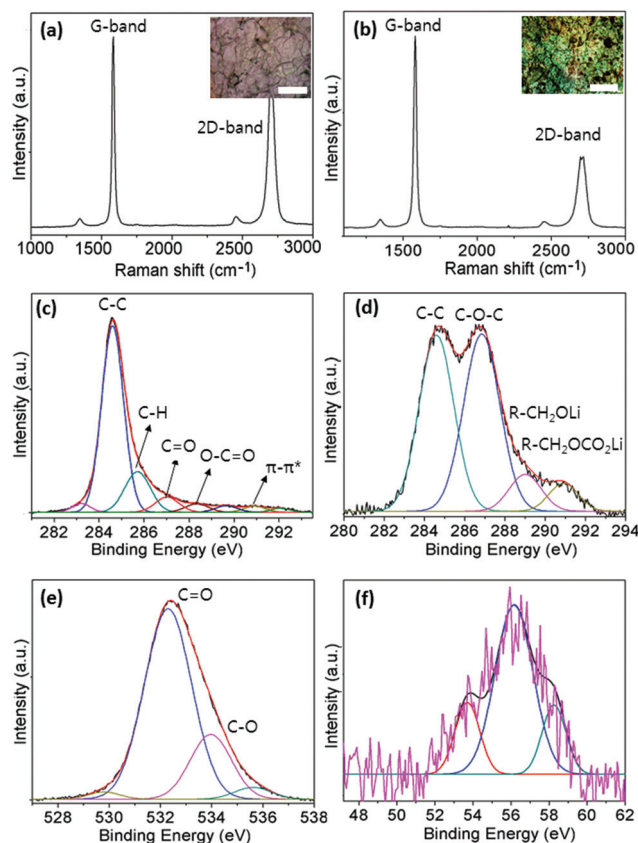 (a)
G-band
2D-band
Intensity (a.u.)
1000 1500 2000 2500 3000
Raman shift (cm⁻¹)
(b)
G-band
2D-band
Intensity (a.u.)
1500 2000 2500 3000
Raman shift (cm⁻¹)
(c)
C-C
C-H
C=O
O-C=O
π-π*
Intensity (a.u.)
282 284 286 288 290 292
Binding Energy (eV)
(d)
C-C C-O-C
R-CH₂OLi
R-CH₂OCO₂Li
Intensity (a.u.)
280 282 284 286 288 290 292 294
Binding Energy (eV)
(e)
C=O
C-O
Intensity (a.u.)
528 530 532 534 536 538
Binding Energy (eV)
(f)
Intensity (a.u.)
48 50 52 54 56 58 60 62
Binding Energy (eV)